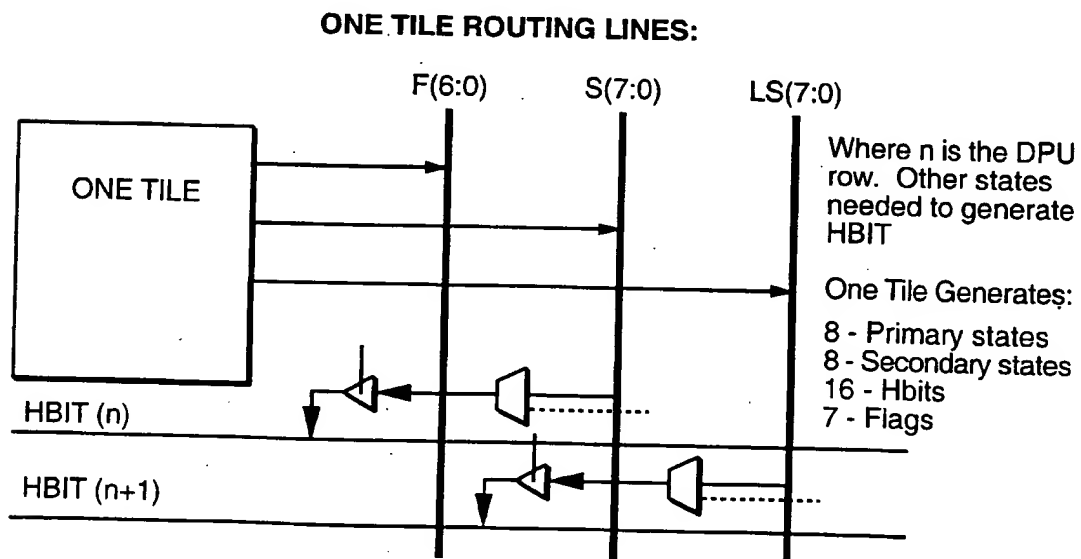 ONE TILE ROUTING LINES:
F(6:0) S(7:0) LS(7:0)
ONE TILE
Where n is the DPU
row. Other states
needed to generate
HBIT
One Tile Generates:
8 - Primary states
8 - Secondary states
16 - Hbits
7 - Flags
HBIT (n)
HBIT (n+1)